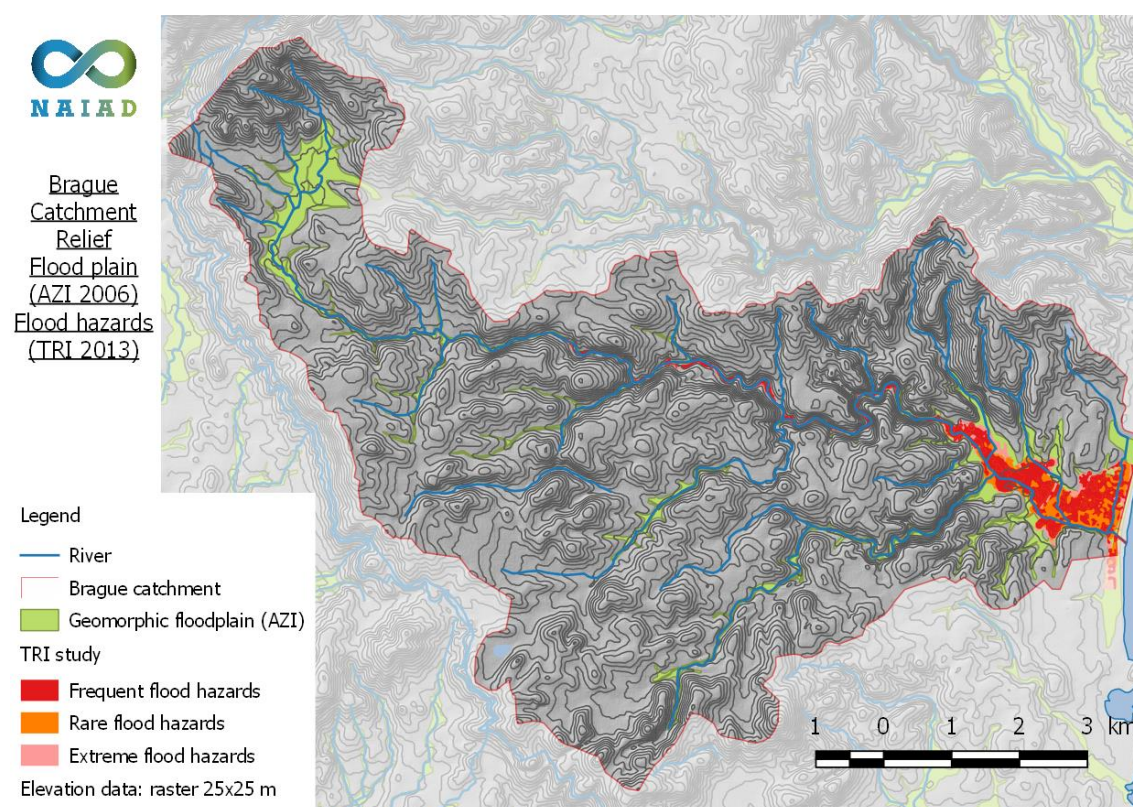 NAIAD
Brague
Catchment
Relief
Flood plain
(AZI 2006)
Flood hazards
(TRI 2013)
Legend
River
Brague catchment
Geomorphic floodplain (AZI)
TRI study
Frequent flood hazards
Rare flood hazards
Extreme flood hazards
Elevation data: raster 25x25 m
1 0 1 2 3 km